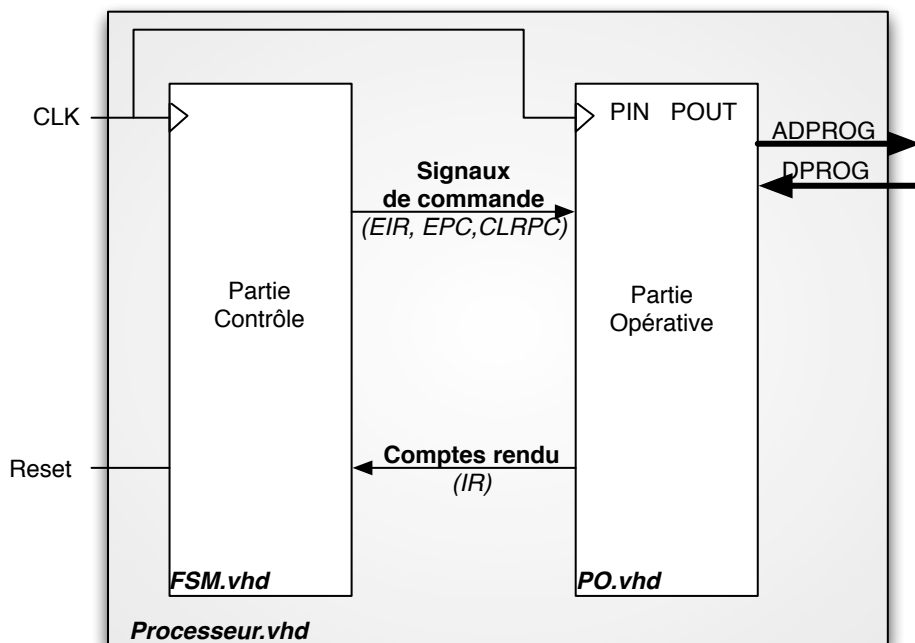 CLK
PIN POUT
ADPROG
DPROG
Signaux
de commande
(EIR, EPC,CLRPC)
Partie
Contrôle
Partie
Opérative
Reset
Comptes rendu
(IR)
FSM.vhd
PO.vhd
Processeur.vhd